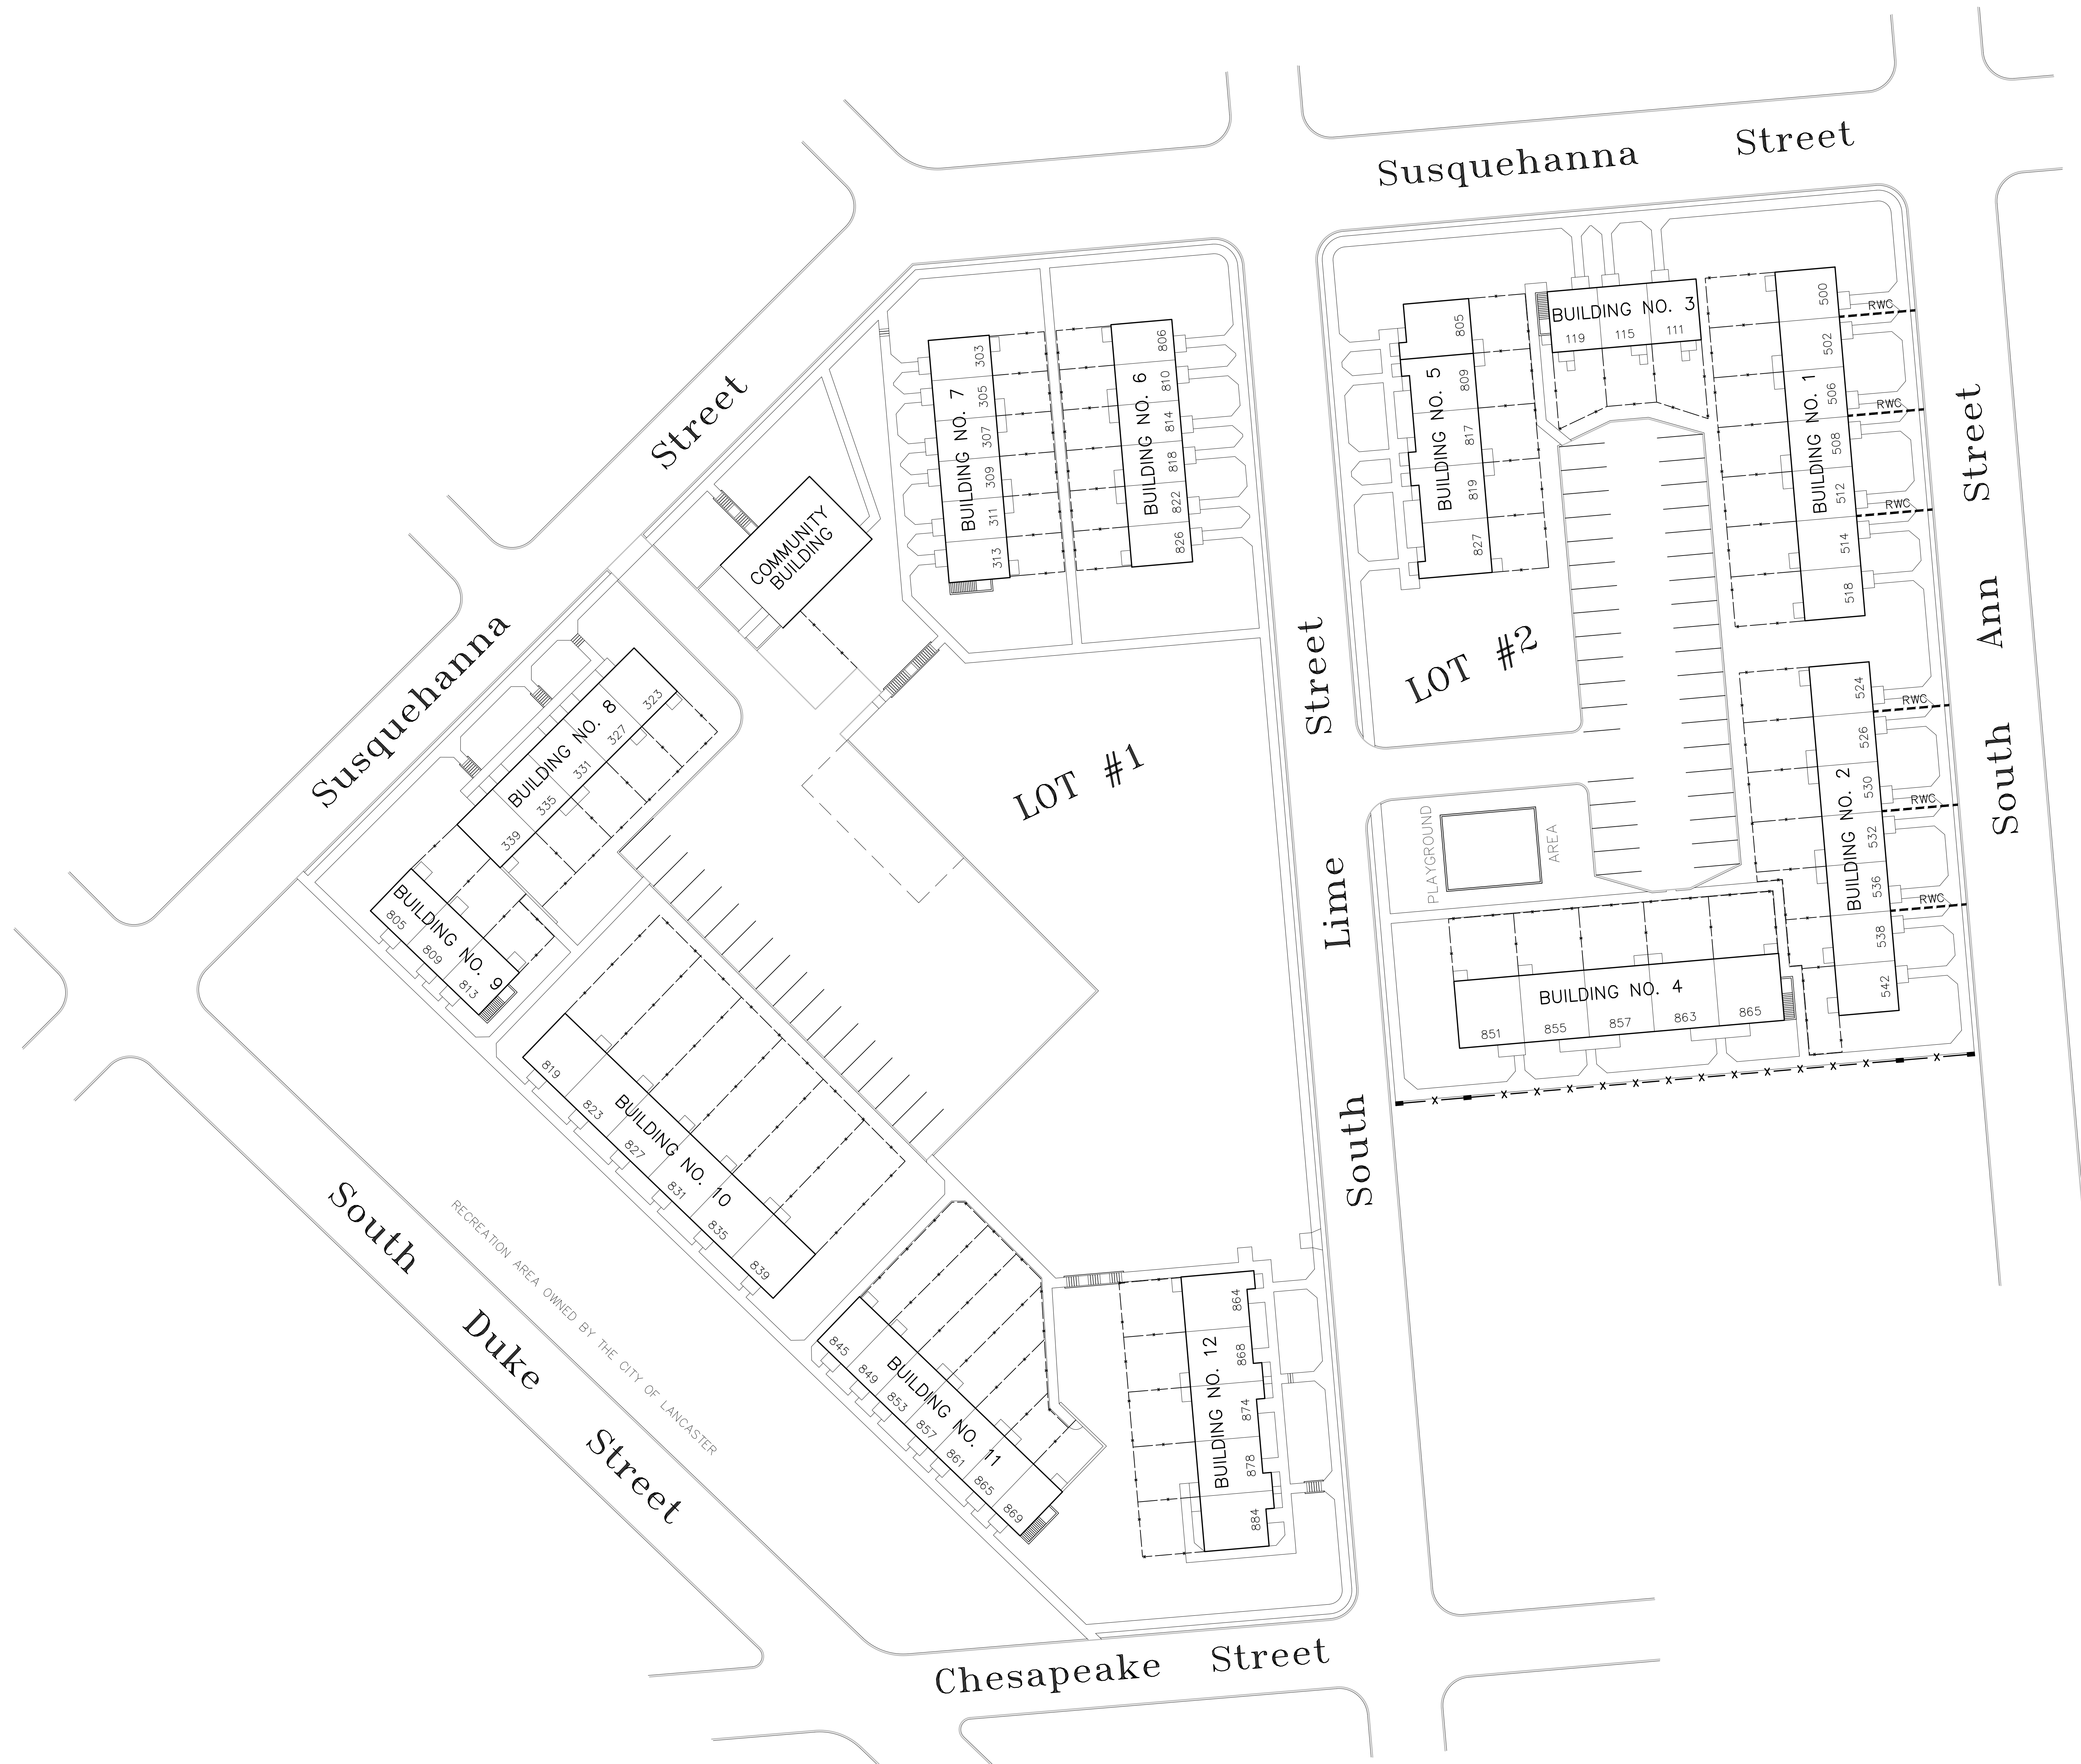 Susquehanna Street
Susquehanna Street
BUILDING NO. 7
303
305
307
309
311
313
BUILDING NO. 6
806
810
814
818
822
826
BUILDING NO. 5
805
809
817
819
827
BUILDING NO. 3
119
115
111
BUILDING NO. 1
500
502
506
508
512
514
518
RWC
RWC
RWC
COMMUNITY
BUILDING
BUILDING NO. 8
323
327
331
335
339
BUILDING NO. 9
805
809
813
LOT #1
LOT #2
South Lime Street
South Ann Street
BUILDING NO. 2
524
526
530
532
536
538
542
RWC
RWC
RWC
PLAYGROUND
AREA
BUILDING NO. 4
851
855
857
863
865
BUILDING NO. 10
819
823
827
831
835
839
BUILDING NO. 11
845
849
853
857
861
865
869
BUILDING NO. 12
864
868
874
878
884
South Duke Street
RECREATION AREA OWNED BY THE CITY OF LANCASTER
Chesapeake Street